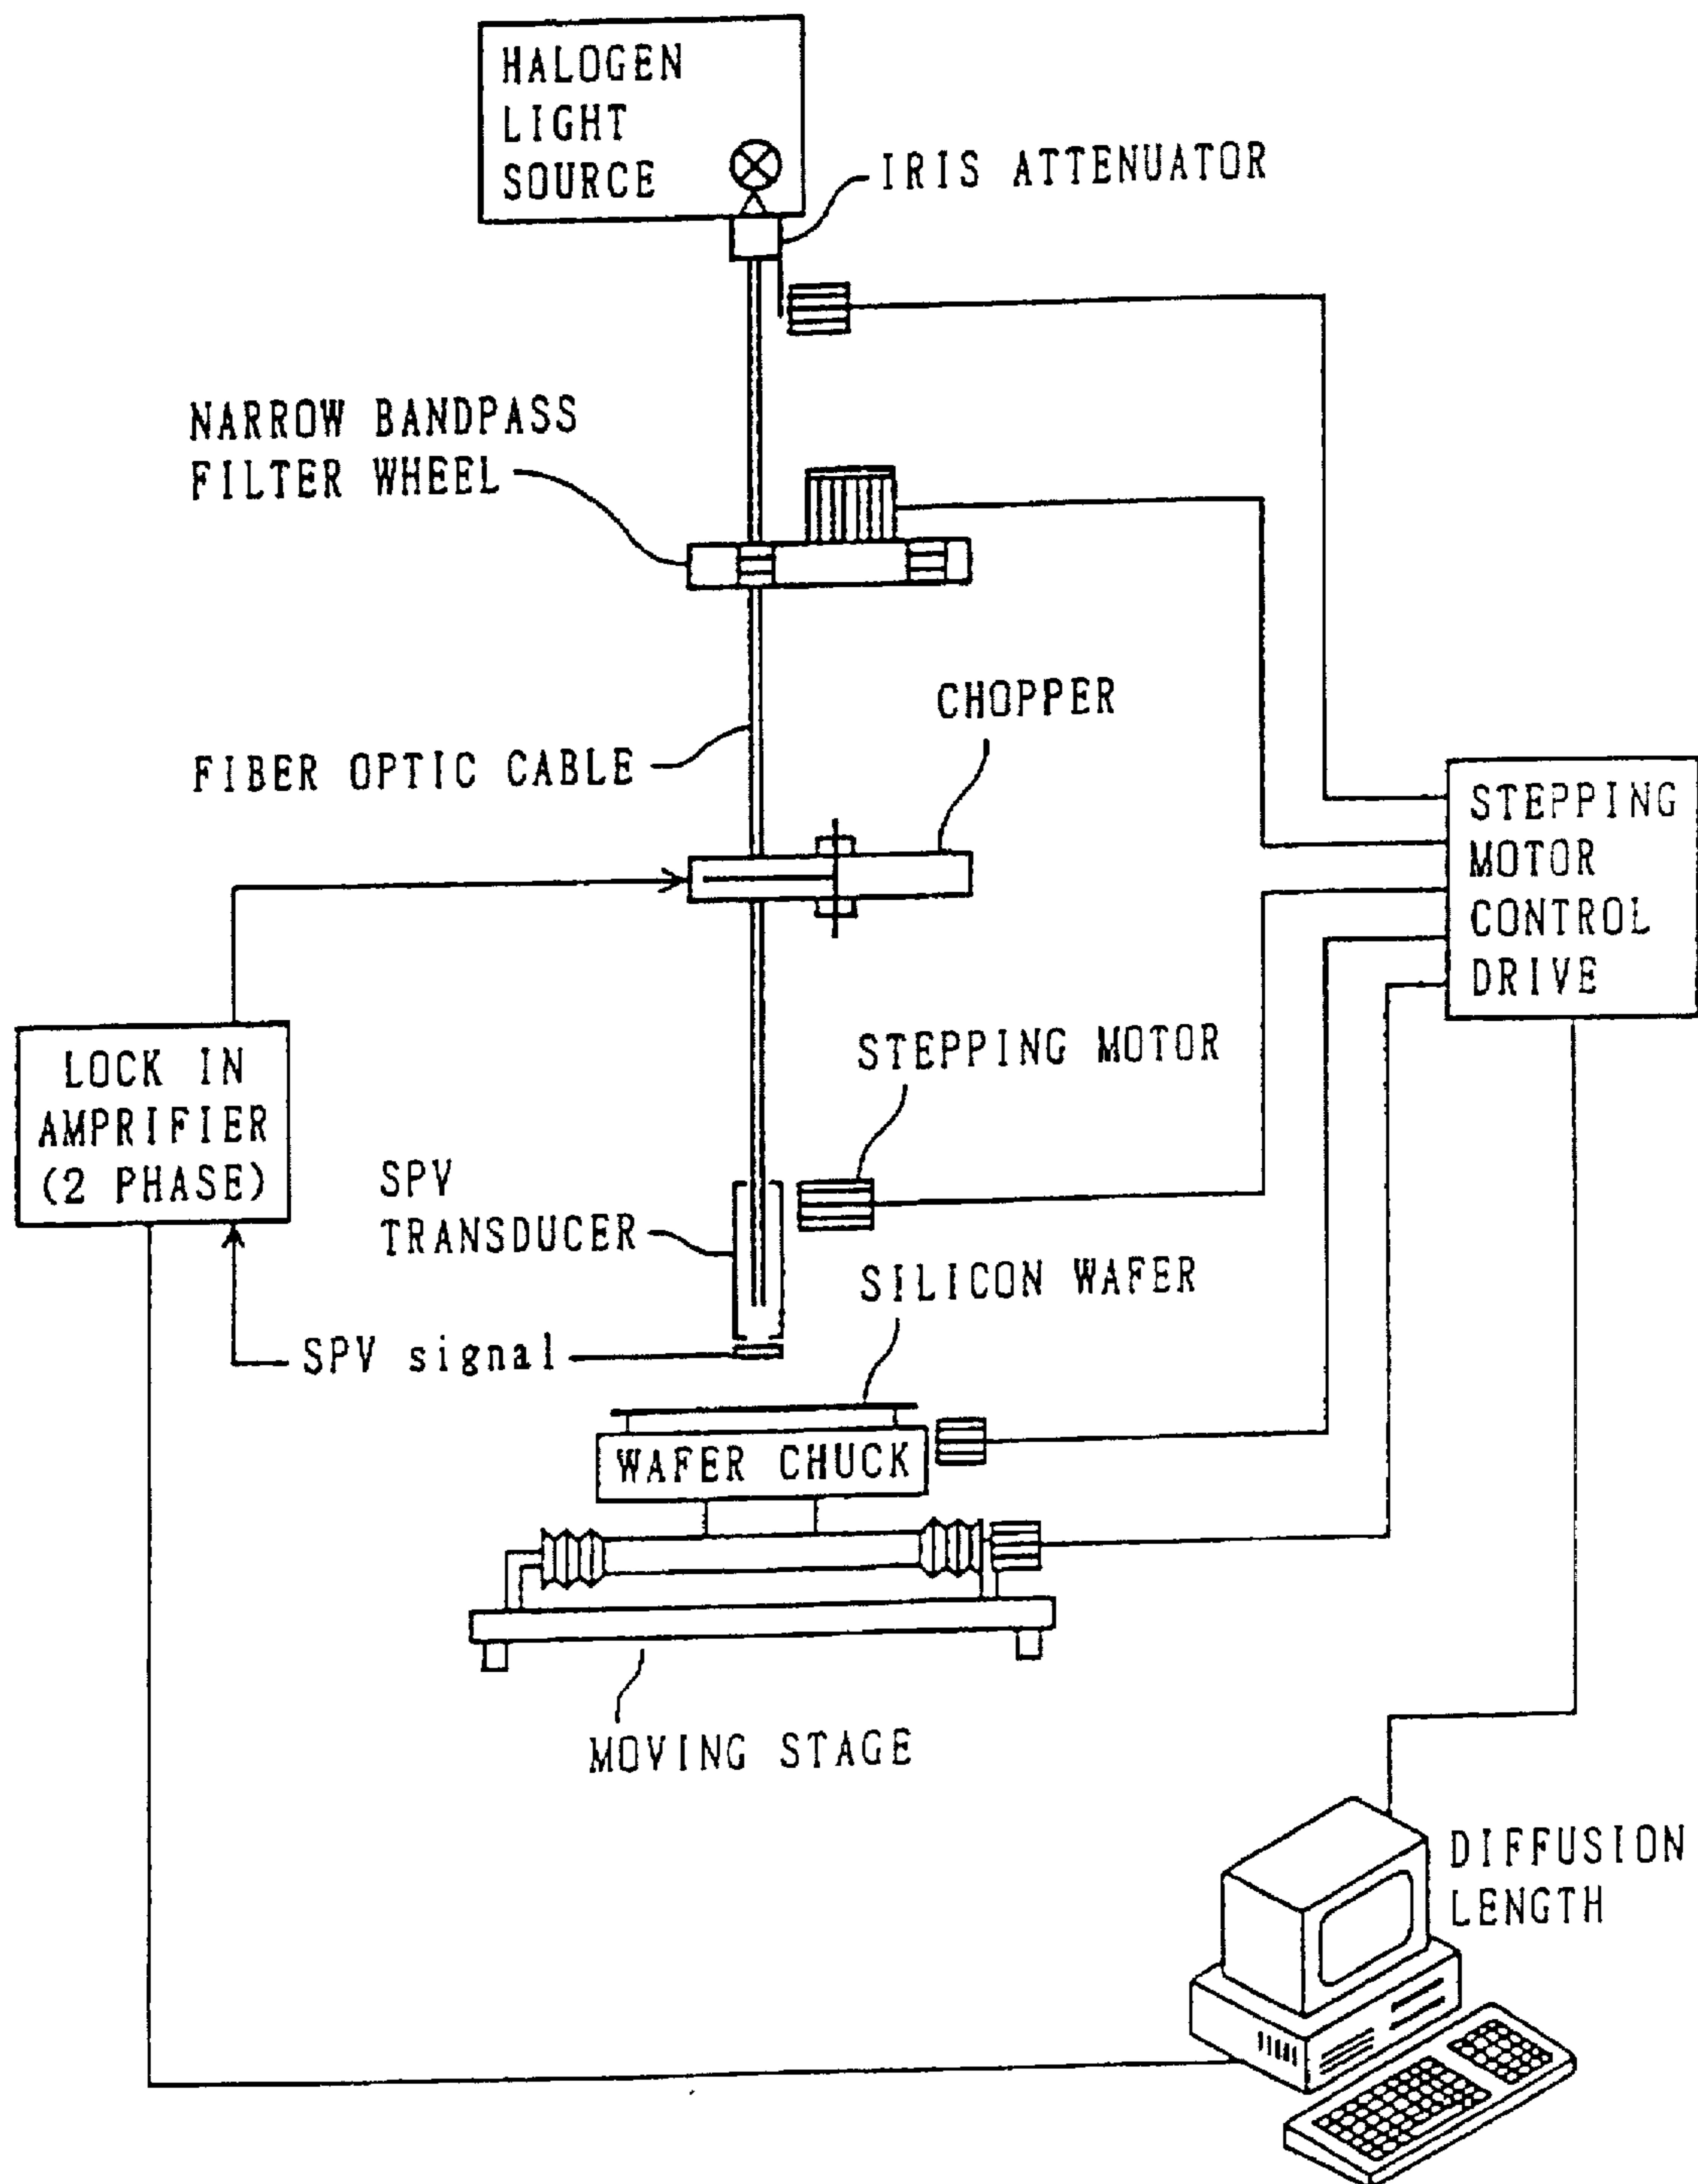 HALOGEN
LIGHT
SOURCE
IRIS ATTENUATOR
NARROW BANDPASS
FILTER WHEEL
CHOPPER
FIBER OPTIC CABLE
STEPPING
MOTOR
CONTROL
DRIVE
LOCK IN
AMPRIFIER
(2 PHASE)
STEPPING MOTOR
SPV
TRANSDUCER
SILICON WAFER
SPV signal
WAFER CHUCK
MOVING STAGE
DIFFUSION
LENGTH